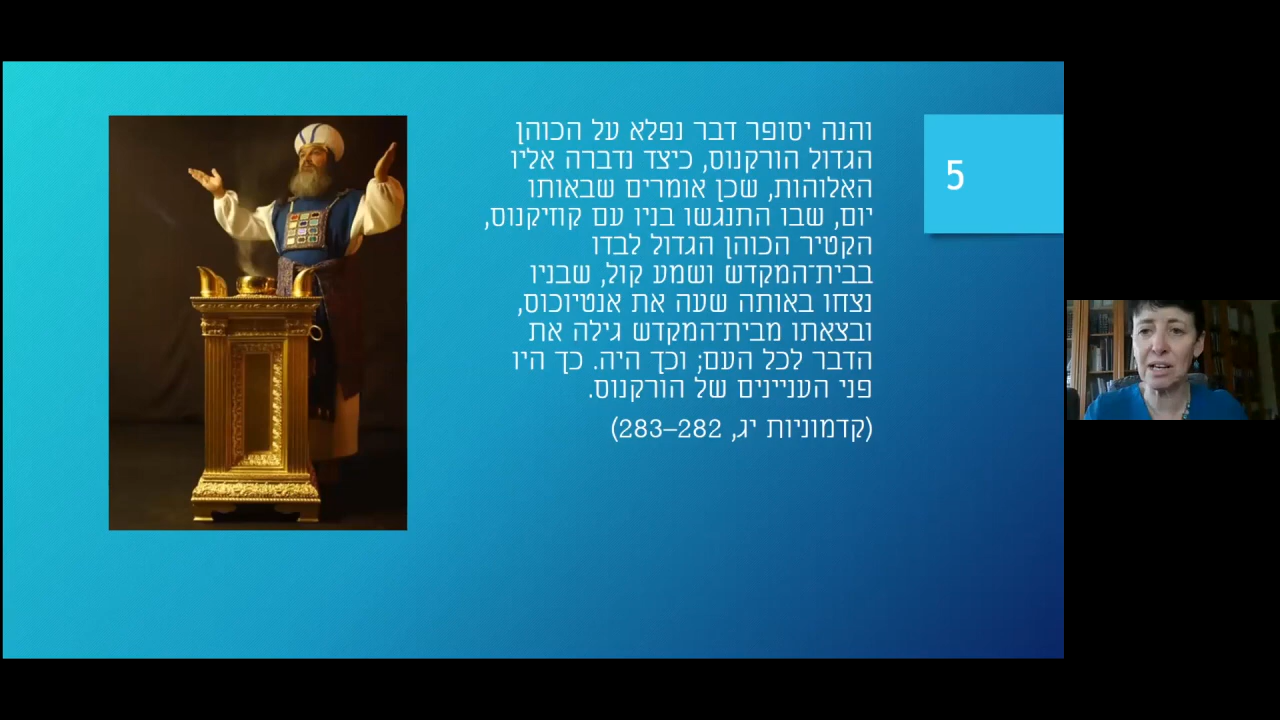 והנה יסופר דבר נפלא על הכוהן
הגדול הורקנוס, כיצד נדברה אליו
האלוהות, שכן אומרים שבאותו
יום, שבו התנגשו בניו עם קוזיקנוס,
הקטיר הכוהן הגדול לבדו
בבית־המקדש ושמע קול, שבניו
נצחו באותה שעה את אנטיוכוס,
ובצאתו מבית־המקדש גילה את
הדבר לכל העם; וכך היה. כך היו
פני העניינים של הורקנוס.
(קדמוניות יג, 282–283)
5